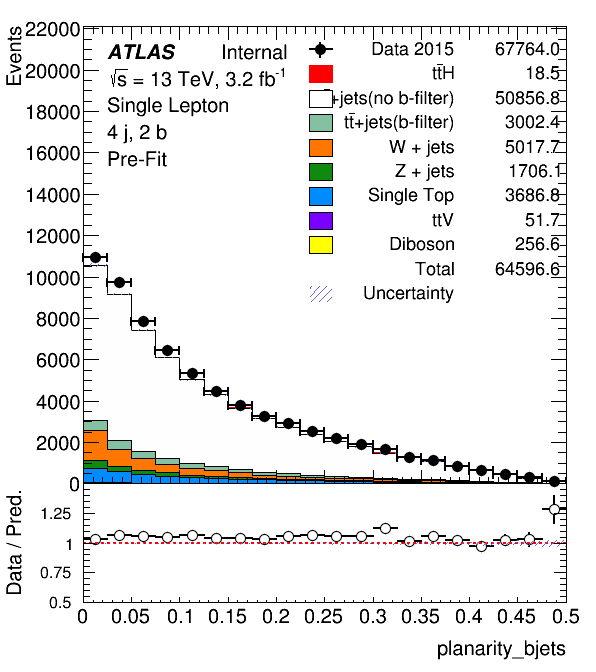 Events
22000
20000
18000
16000
14000
12000
10000
8000
6000
4000
2000
0
ATLAS Internal
√s = 13 TeV, 3.2 fb⁻¹
Single Lepton
4 j, 2 b
Pre-Fit
Data 2015 67764.0
tt̄H 18.5
+jets(no b-filter) 50856.8
tt̄+jets(b-filter) 3002.4
W + jets 5017.7
Z + jets 1706.1
Single Top 3686.8
ttV 51.7
Diboson 256.6
Total 64596.6
Uncertainty
Data / Pred.
1.25
1
0.75
0.5
0 0.05 0.1 0.15 0.2 0.25 0.3 0.35 0.4 0.45 0.5
planarity_bjets